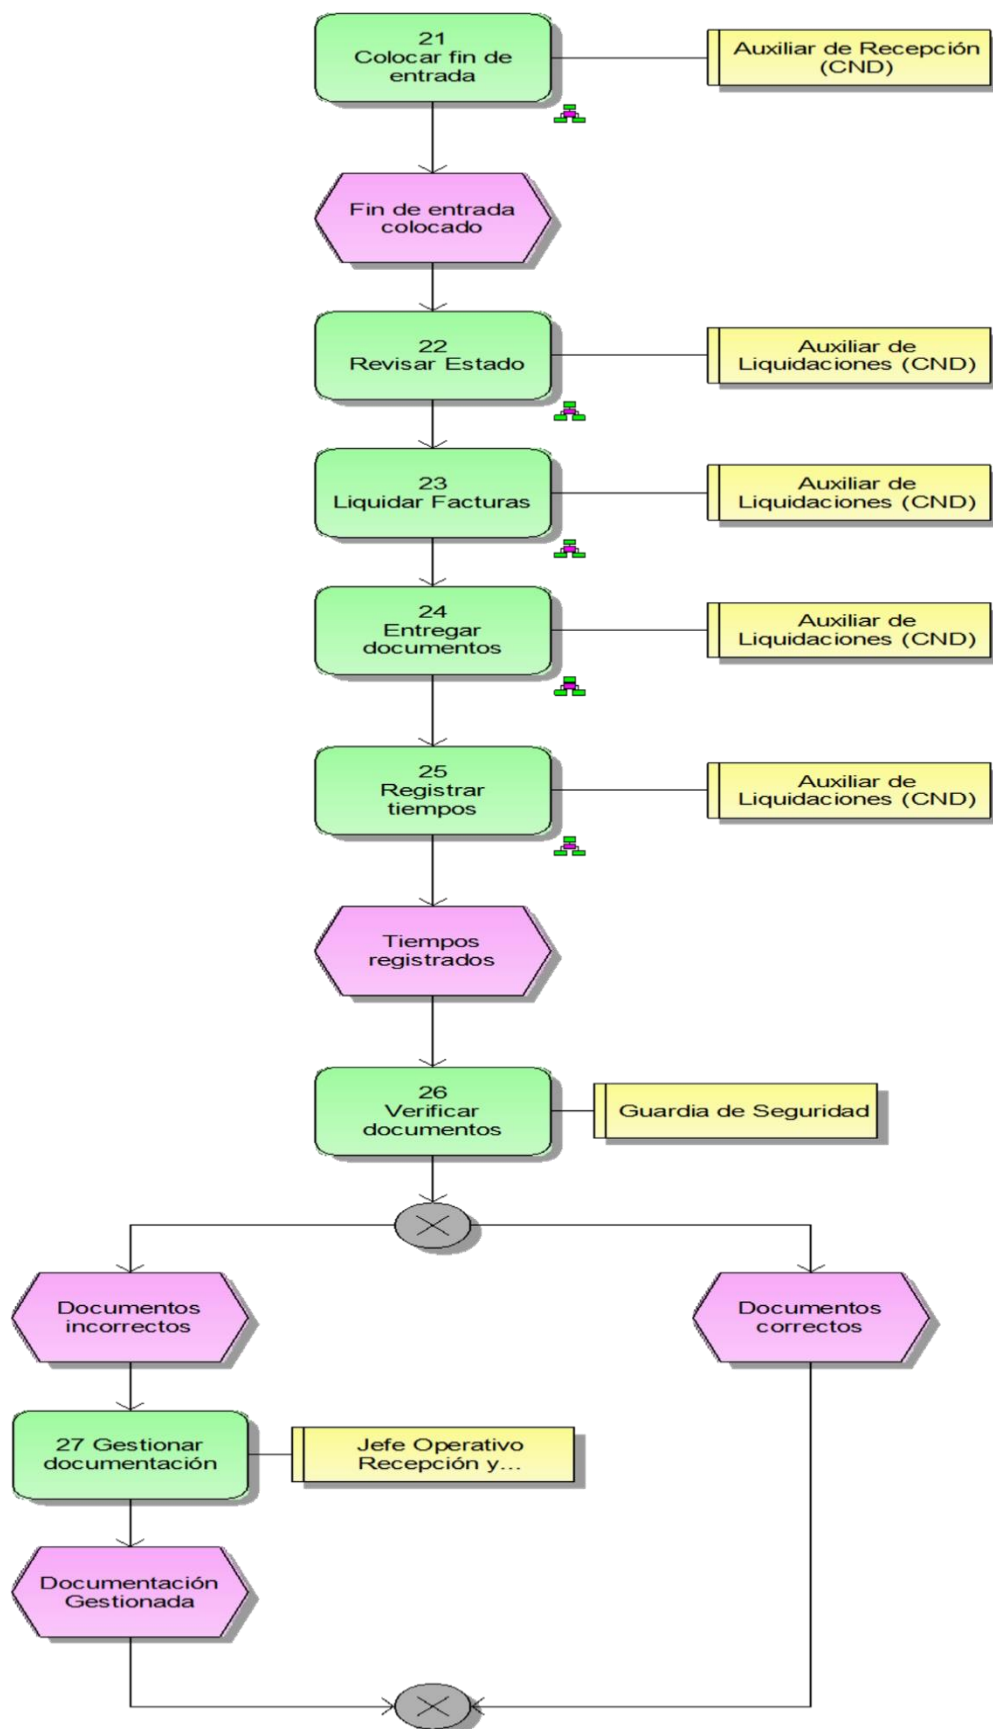 21
Colocar fin de
entrada
Auxiliar de Recepción
(CND)
Fin de entrada
colocado
22
Revisar Estado
Auxiliar de
Liquidaciones (CND)
23
Liquidar Facturas
Auxiliar de
Liquidaciones (CND)
24
Entregar
documentos
Auxiliar de
Liquidaciones (CND)
25
Registrar
tiempos
Auxiliar de
Liquidaciones (CND)
Tiempos
registrados
26
Verificar
documentos
Guardia de Seguridad
Documentos
incorrectos
Documentos
correctos
27 Gestionar
documentación
Jefe Operativo
Recepción y...
Documentación
Gestionada